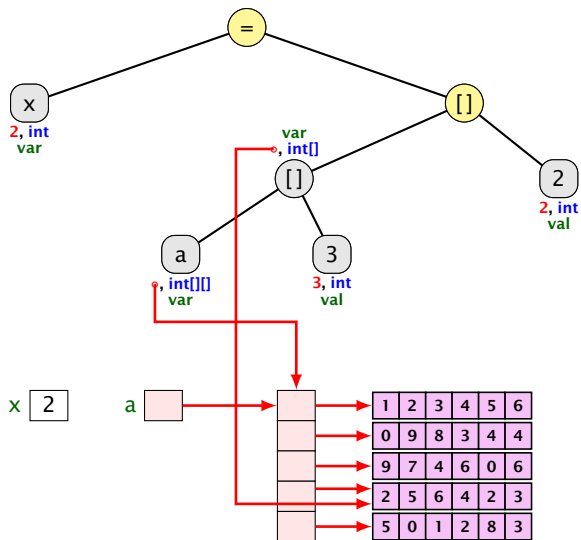 =
x
2, int
var
[]
var
, int[]
[]
2
2, int
val
a
, int[][]
var
3
3, int
val
x 2
a
1 2 3 4 5 6
0 9 8 3 4 4
9 7 4 6 0 6
2 5 6 4 2 3
5 0 1 2 8 3